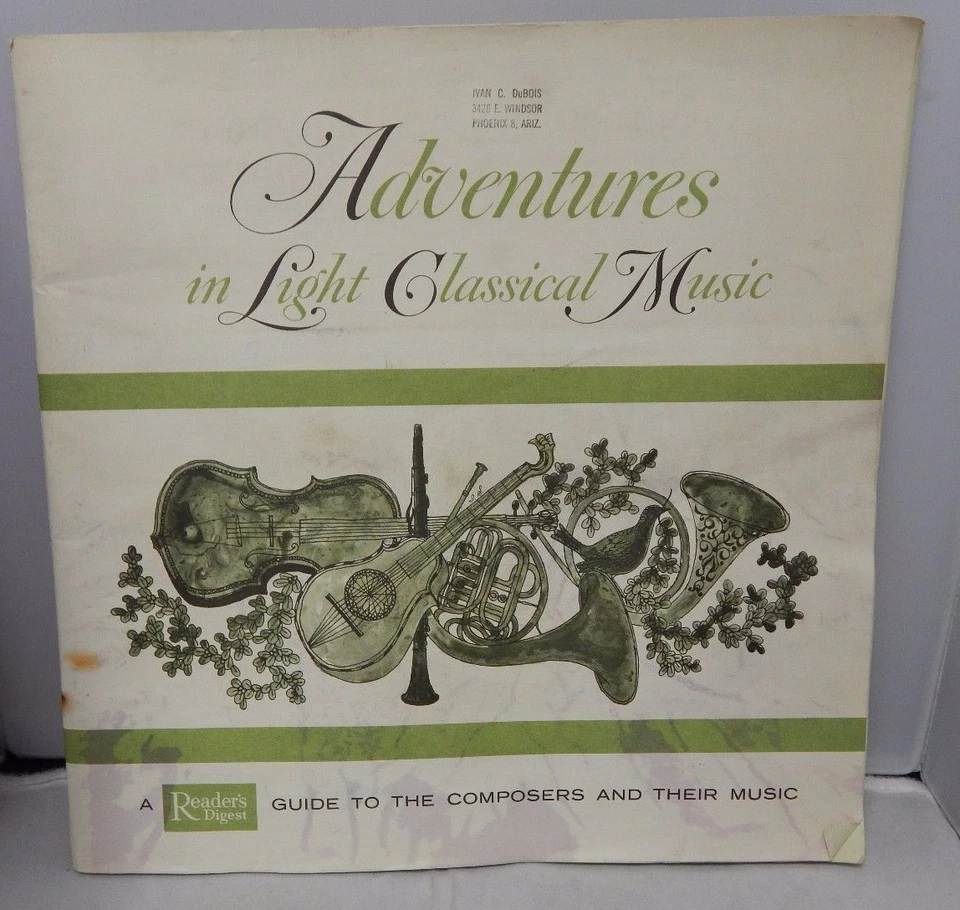 IVAN C. DuBOIS
3426 E. WINDSOR
PHOENIX 8, ARIZ.
Adventures
in Light Classical Music
A Reader's Digest GUIDE TO THE COMPOSERS AND THEIR MUSIC